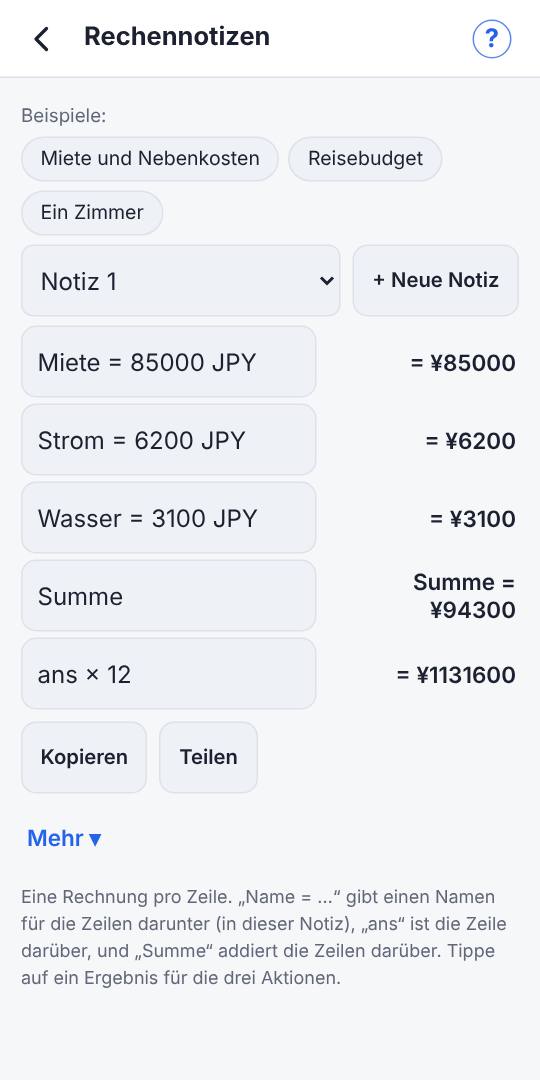 Rechennotizen
?
Beispiele:
Miete und Nebenkosten
Reisebudget
Ein Zimmer
Notiz 1
+ Neue Notiz
Miete = 85000 JPY
= ¥85000
Strom = 6200 JPY
= ¥6200
Wasser = 3100 JPY
= ¥3100
Summe
Summe =
¥94300
ans × 12
= ¥1131600
Kopieren
Teilen
Mehr ▾
Eine Rechnung pro Zeile. „Name = …“ gibt einen Namen
für die Zeilen darunter (in dieser Notiz), „ans“ ist die Zeile
darüber, und „Summe“ addiert die Zeilen darüber. Tippe
auf ein Ergebnis für die drei Aktionen.